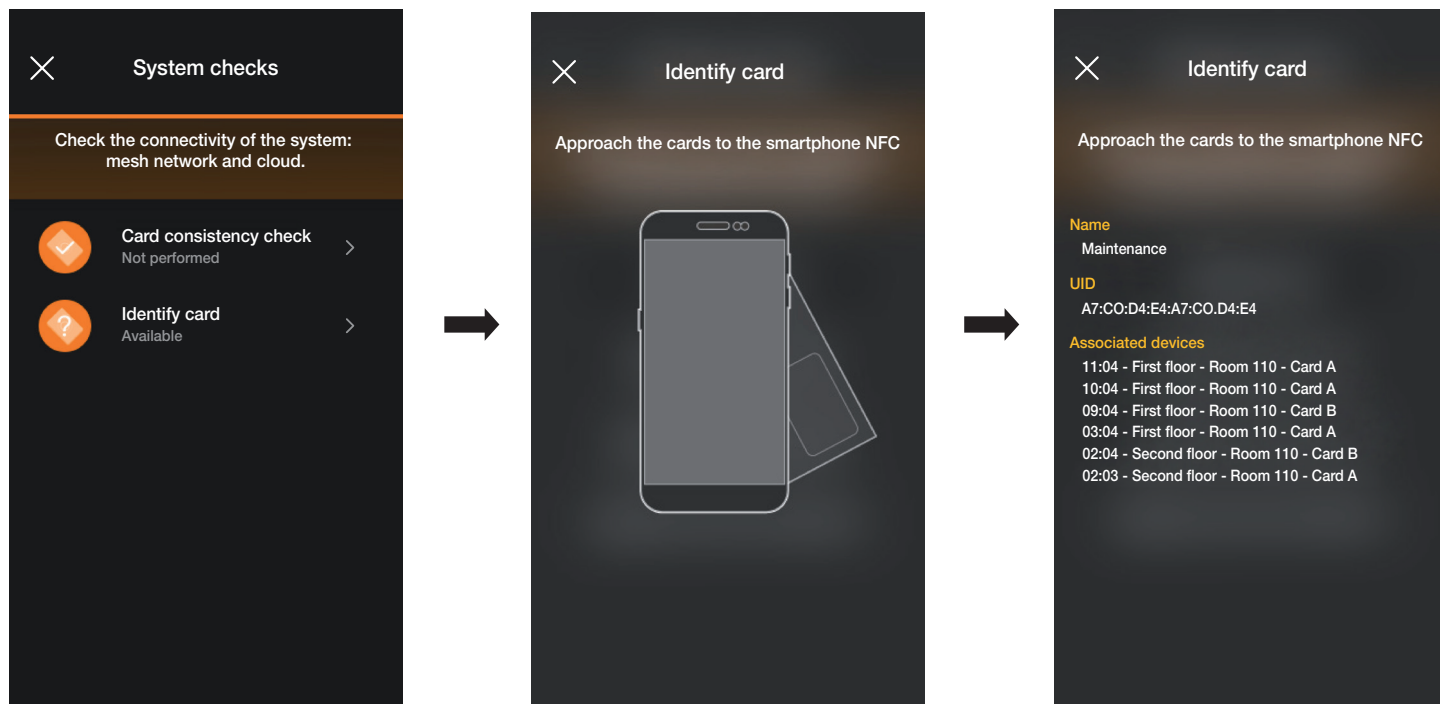 System checks
Check the connectivity of the system:
mesh network and cloud.
Card consistency check
Not performed
Identify card
Available
Identify card
Approach the cards to the smartphone NFC
Identify card
Approach the cards to the smartphone NFC
Name
Maintenance
UID
A7:CO:D4:E4:A7:CO.D4:E4
Associated devices
11:04 - First floor - Room 110 - Card A
10:04 - First floor - Room 110 - Card A
09:04 - First floor - Room 110 - Card B
03:04 - First floor - Room 110 - Card A
02:04 - Second floor - Room 110 - Card B
02:03 - Second floor - Room 110 - Card A